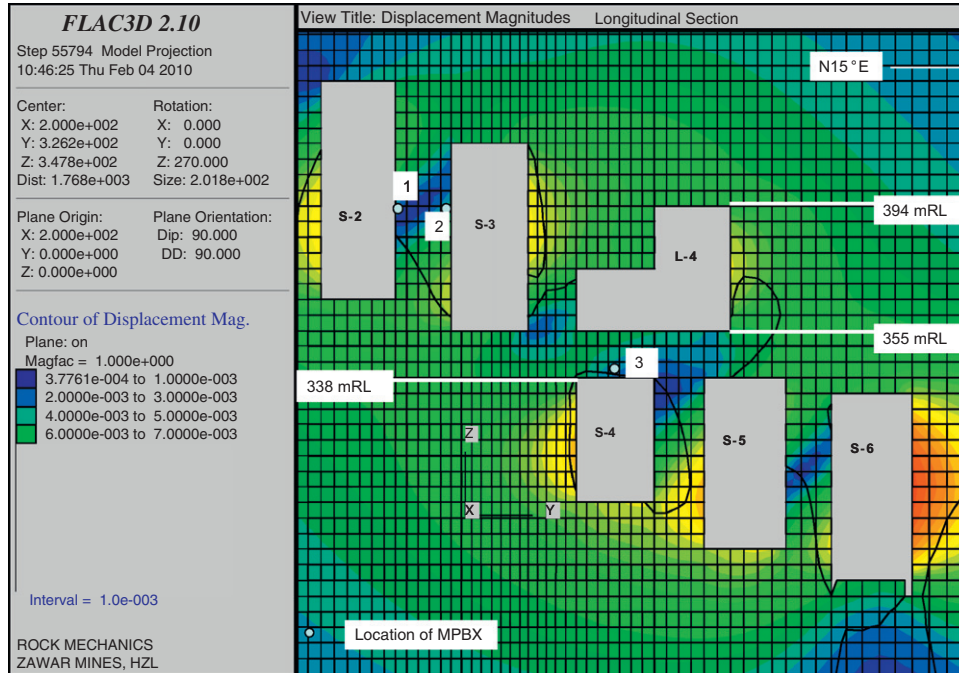 FLAC3D 2.10
Step 55794 Model Projection
10:46:25 Thu Feb 04 2010
Center: Rotation:
X: 2.000e+002 X: 0.000
Y: 3.262e+002 Y: 0.000
Z: 3.478e+002 Z: 270.000
Dist: 1.768e+003 Size: 2.018e+002
Plane Origin: Plane Orientation:
X: 2.000e+002 Dip: 90.000
Y: 0.000e+000 DD: 90.000
Z: 0.000e+000
Contour of Displacement Mag.
Plane: on
Magfac = 1.000e+000
3.7761e-004 to 1.0000e-003
2.0000e-003 to 3.0000e-003
4.0000e-003 to 5.0000e-003
6.0000e-003 to 7.0000e-003
Interval = 1.0e-003
ROCK MECHANICS
ZAWAR MINES, HZL
View Title: Displacement Magnitudes Longitudinal Section
N15°E
1
2
S-2
S-3
394 mRL
L-4
355 mRL
3
338 mRL
S-4
S-5
S-6
Z
X Y
Location of MPBX